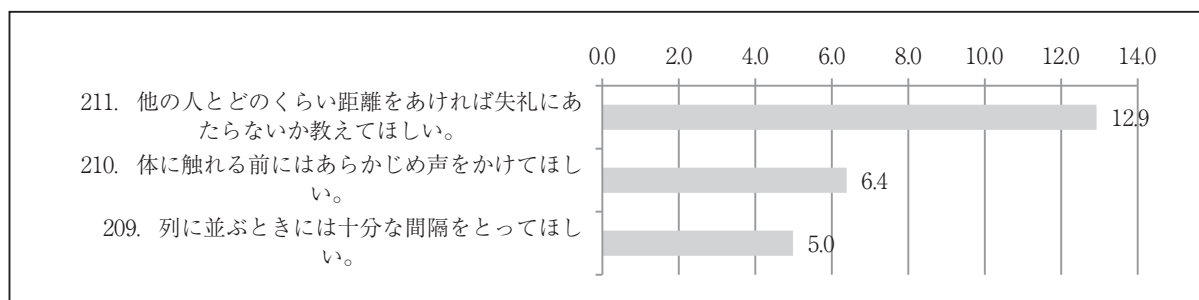 0.0 2.0 4.0 6.0 8.0 10.0 12.0 14.0
211. 他の人とどのくらい距離をあければ失礼にあ
たらないか教えてほしい。
12.9
210. 体に触れる前にはあらかじめ声をかけてほし
い。
6.4
209. 列に並ぶときには十分な間隔をとってほし
い。
5.0